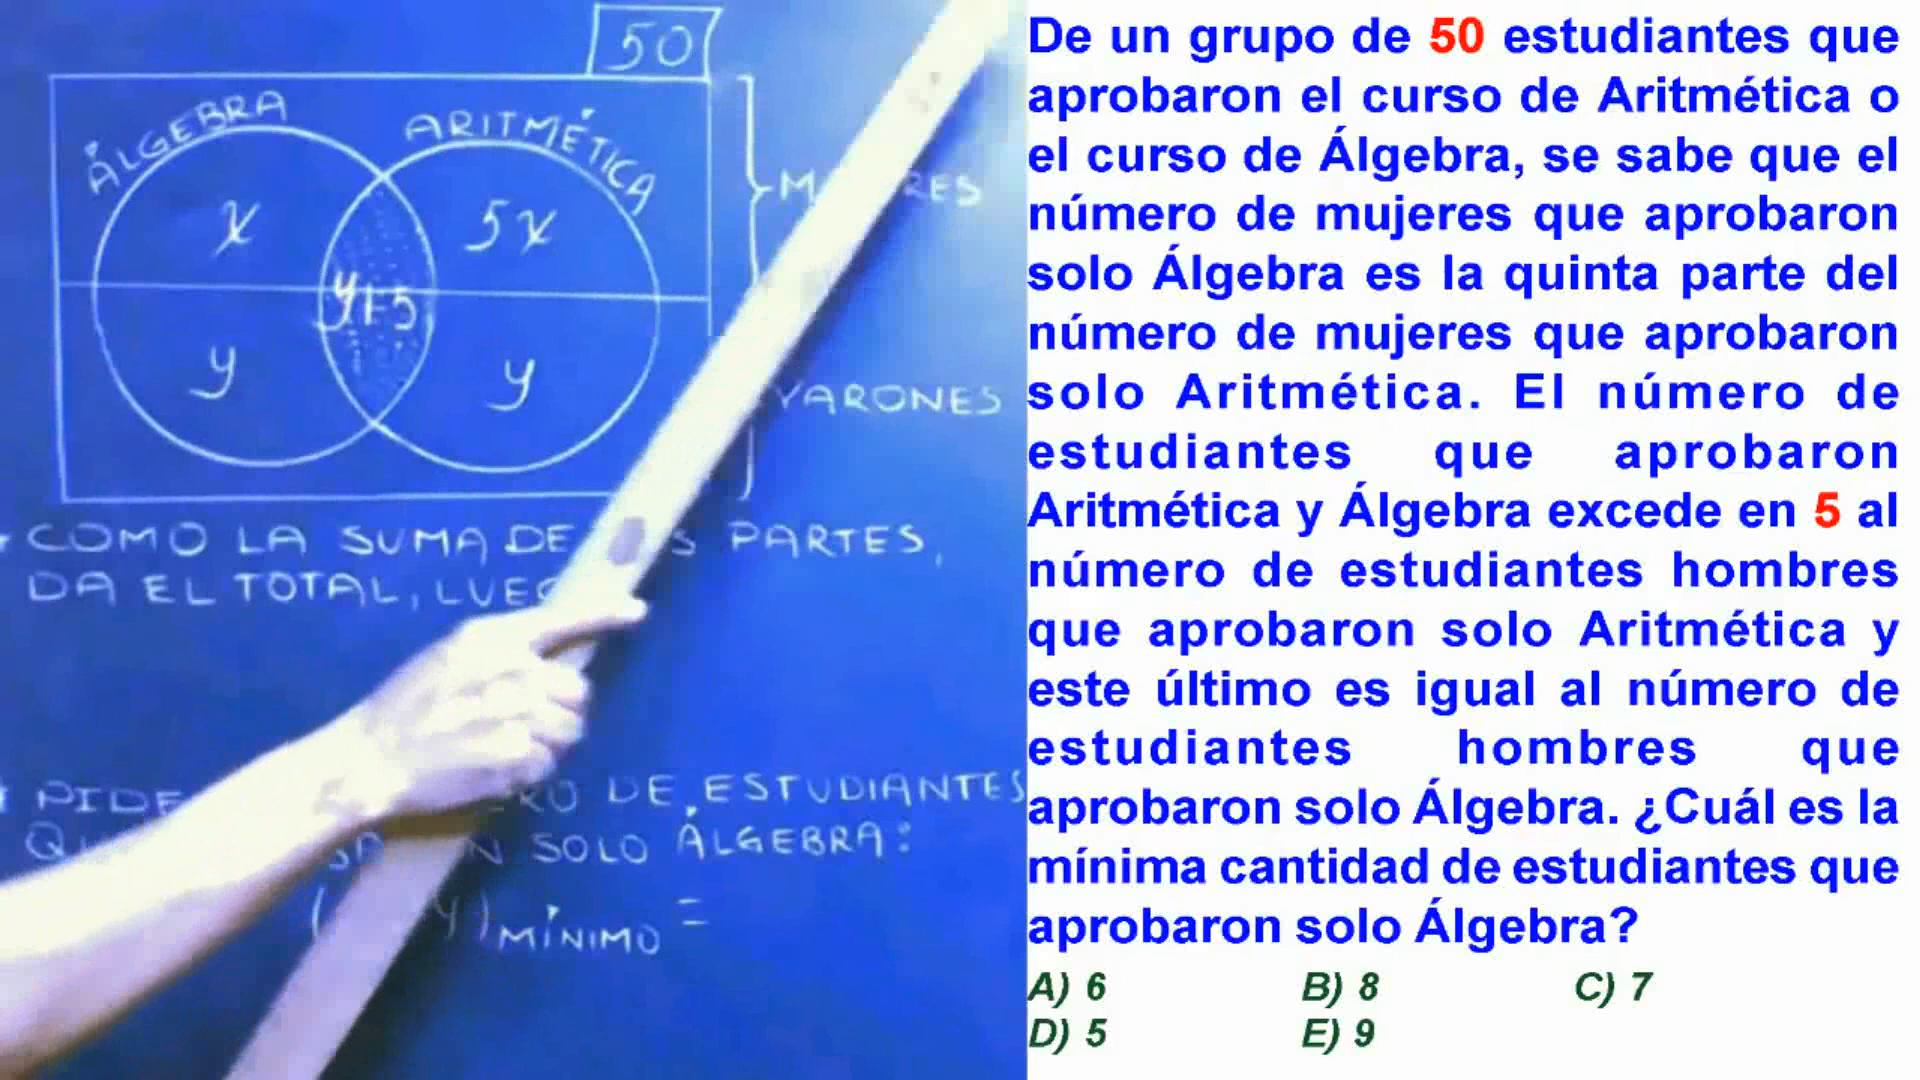 50
ÁLGEBRA
ARITMÉTICA
x
5x
y+5
y
y
VARONES
COMO LA SUMA DE PARTES,
DA EL TOTAL,
DE ESTUDIANTES
SOLO ÁLGEBRA:
y)MÍNIMO =
De un grupo de 50 estudiantes que
aprobaron el curso de Aritmética o
el curso de Álgebra, se sabe que el
número de mujeres que aprobaron
solo Álgebra es la quinta parte del
número de mujeres que aprobaron
solo Aritmética. El número de
estudiantes que aprobaron
Aritmética y Álgebra excede en 5 al
número de estudiantes hombres
que aprobaron solo Aritmética y
este último es igual al número de
estudiantes hombres que
aprobaron solo Álgebra. ¿Cuál es la
mínima cantidad de estudiantes que
aprobaron solo Álgebra?
A) 6 B) 8 C) 7
D) 5 E) 9